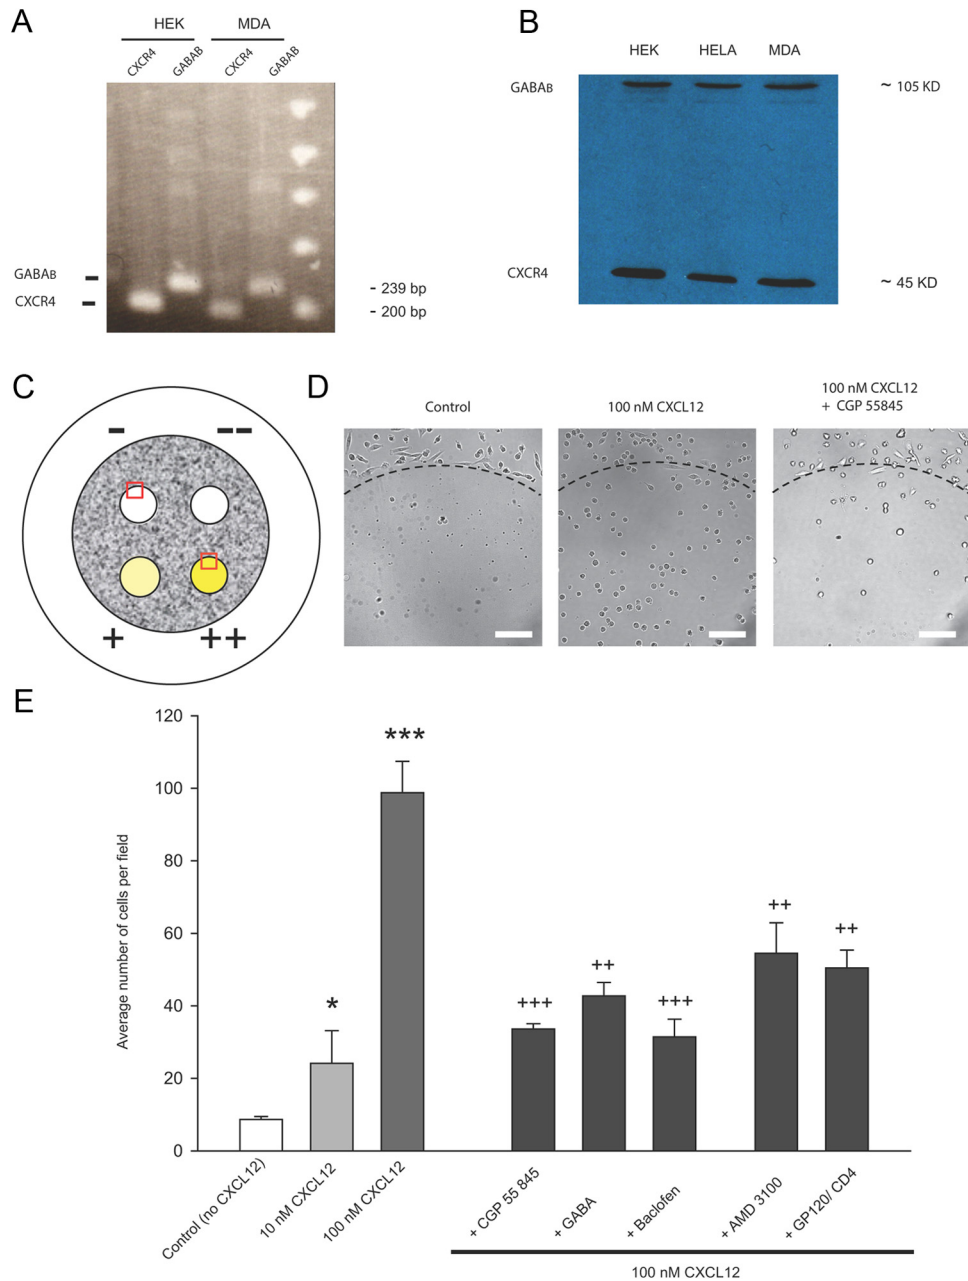 A
HEK
MDA
CXCR4
GABAB
CXCR4
GABAB
GABAB
CXCR4
- 239 bp
- 200 bp
B
HEK
HELA
MDA
GABAB
~ 105 KD
CXCR4
~ 45 KD
C
-
--
+
++
D
Control
100 nM CXCL12
100 nM CXCL12
+ CGP 55845
E
Average number of cells per field
120
100
80
60
40
20
0
*
***
+++
++
+++
++
++
Control (no CXCL12)
10 nM CXCL12
100 nM CXCL12
+ CGP 55 845
+ GABA
+ Baclofen
+ AMD 3100
+ GP120/ CD4
100 nM CXCL12